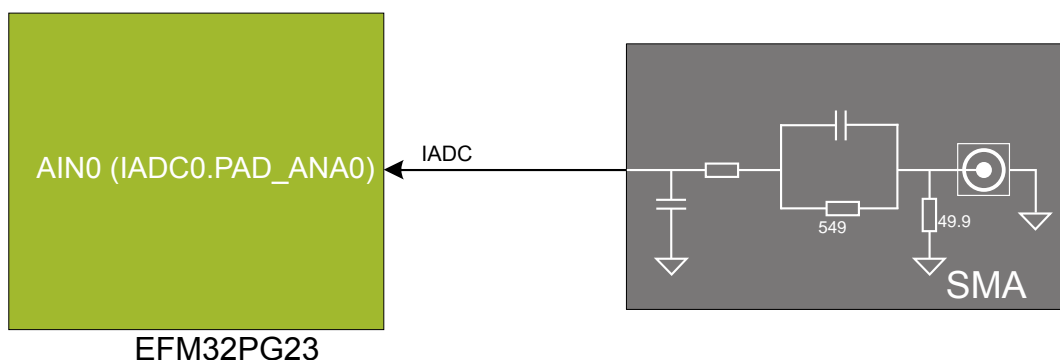 AIN0 (IADC0.PAD_ANA0)
IADC
549
49.9
SMA
EFM32PG23